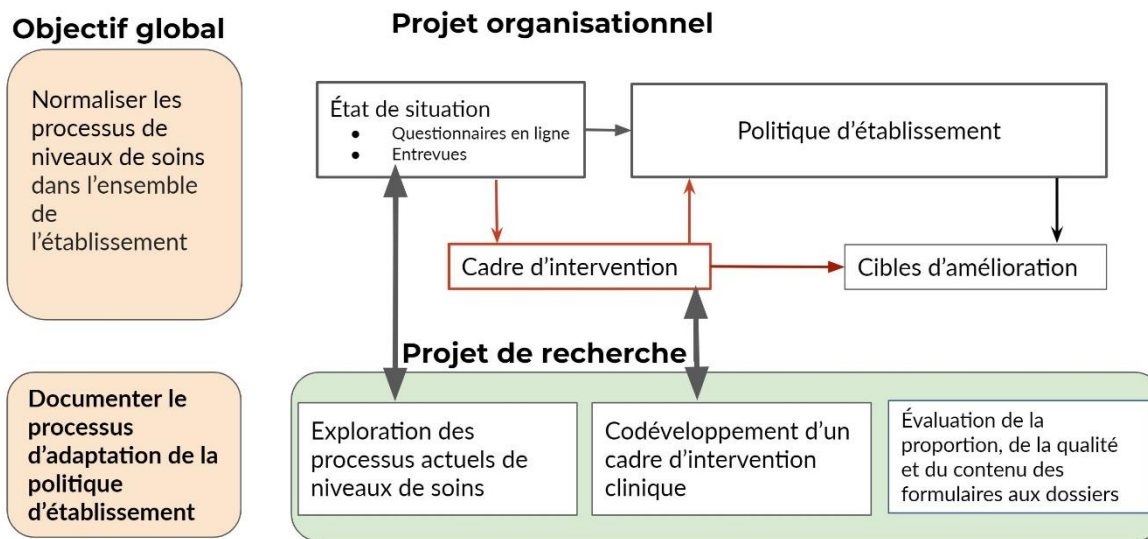 Objectif global
Projet organisationnel
Normaliser les
processus de
niveaux de soins
dans l’ensemble
de
l’établissement
État de situation
● Questionnaires en ligne
● Entrevues
Politique d’établissement
Cadre d’intervention
Cibles d’amélioration
Projet de recherche
Documenter le
processus
d’adaptation de la
politique
d’établissement
Exploration des
processus actuels de
niveaux de soins
Codéveloppement d’un
cadre d’intervention
clinique
Évaluation de la
proportion, de la qualité
et du contenu des
formulaires aux dossiers